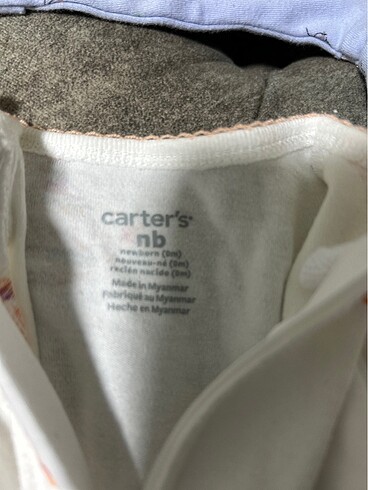 carter's
nb
newborn (0m)
nouveau-né (0m)
recién nacido (0m)
Made in Myanmar
Fabriqué au Myanmar
Hecho en Myanmar